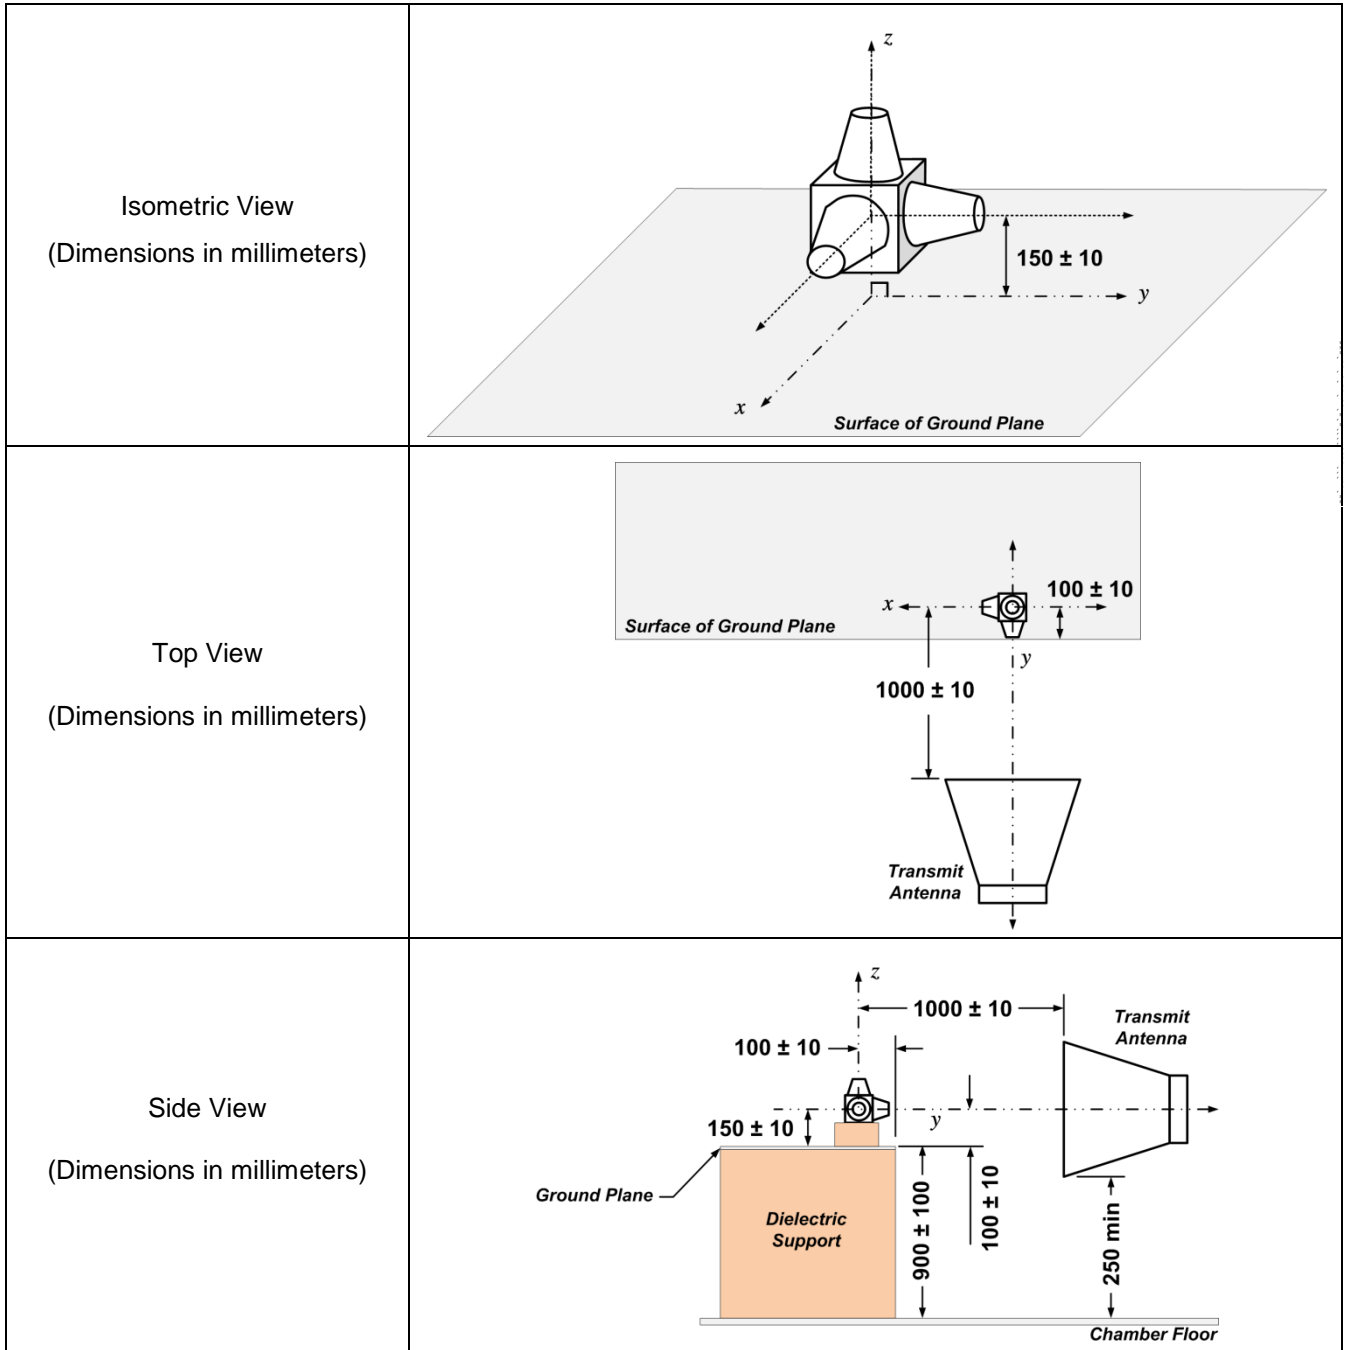 Isometric View
(Dimensions in millimeters)
z
150 ± 10
y
x
Surface of Ground Plane
Top View
(Dimensions in millimeters)
100 ± 10
x
Surface of Ground Plane
y
1000 ± 10
Transmit
Antenna
Side View
(Dimensions in millimeters)
z
1000 ± 10
Transmit
Antenna
100 ± 10
150 ± 10
y
Ground Plane
Dielectric
Support
900 ± 100
100 ± 10
250 min
Chamber Floor